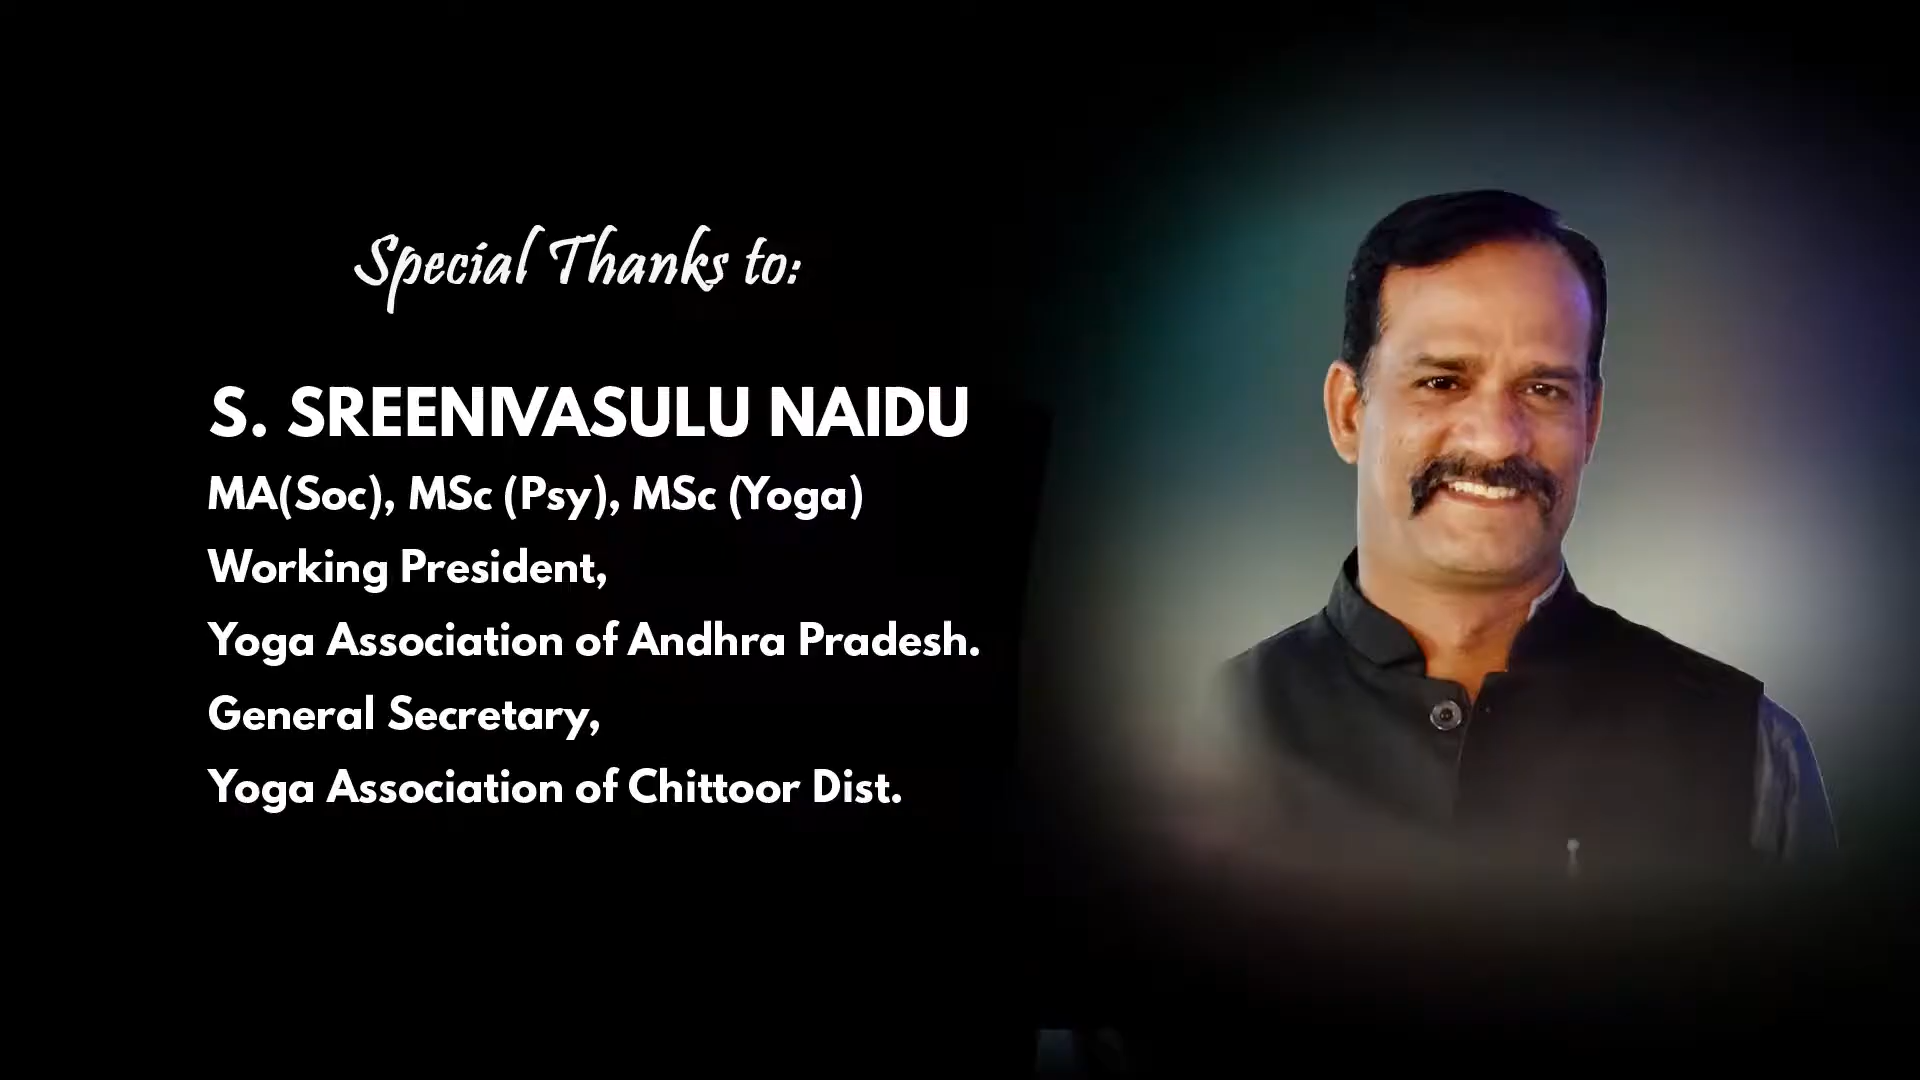 Special Thanks to:
S. SREENIVASULU NAIDU
MA(Soc), MSc (Psy), MSc (Yoga)
Working President,
Yoga Association of Andhra Pradesh.
General Secretary,
Yoga Association of Chittoor Dist.